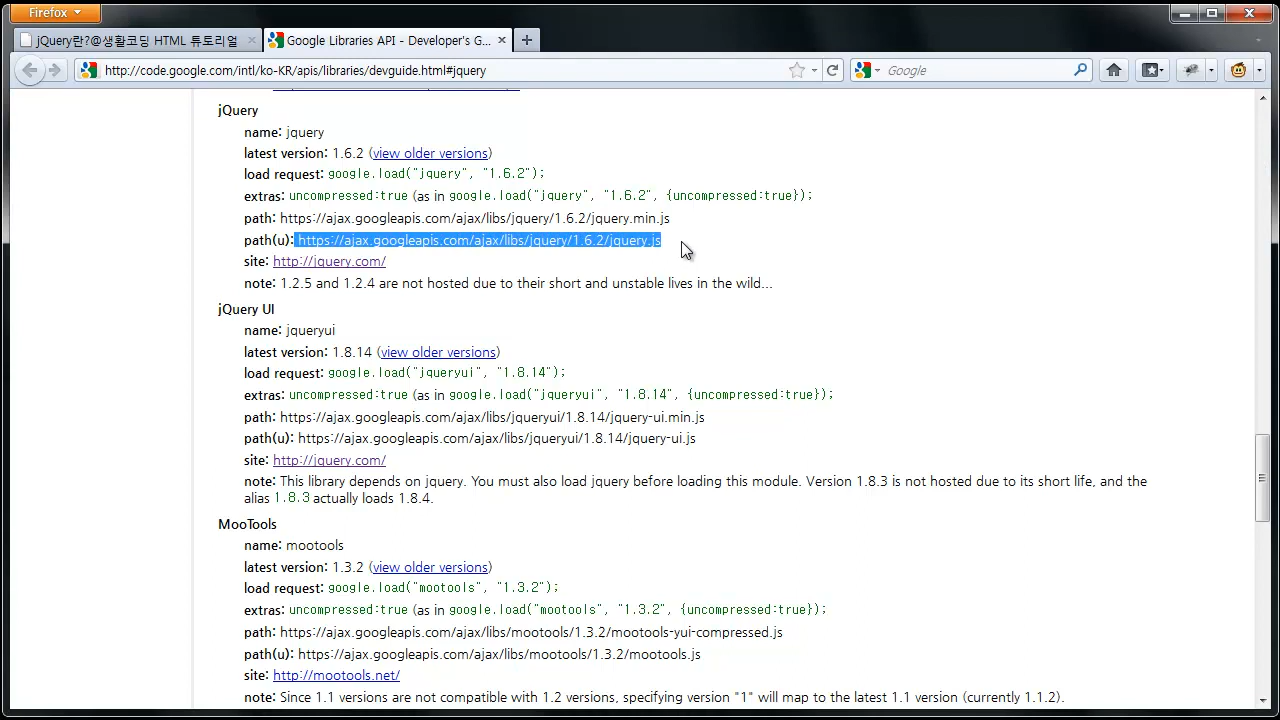 Firefox
jQuery란?@생활코딩 HTML 튜토리얼
Google Libraries API - Developer's G...
http://code.google.com/intl/ko-KR/apis/libraries/devguide.html#jquery
Google
jQuery
name: jquery
latest version: 1.6.2 (view older versions)
load request: google.load("jquery", "1.6.2");
extras: uncompressed:true (as in google.load("jquery", "1.6.2", {uncompressed:true});
path: https://ajax.googleapis.com/ajax/libs/jquery/1.6.2/jquery.min.js
path(u): https://ajax.googleapis.com/ajax/libs/jquery/1.6.2/jquery.js
site: http://jquery.com/
note: 1.2.5 and 1.2.4 are not hosted due to their short and unstable lives in the wild...
jQuery UI
name: jqueryui
latest version: 1.8.14 (view older versions)
load request: google.load("jqueryui", "1.8.14");
extras: uncompressed:true (as in google.load("jqueryui", "1.8.14", {uncompressed:true});
path: https://ajax.googleapis.com/ajax/libs/jqueryui/1.8.14/jquery-ui.min.js
path(u): https://ajax.googleapis.com/ajax/libs/jqueryui/1.8.14/jquery-ui.js
site: http://jquery.com/
note: This library depends on jquery. You must also load jquery before loading this module. Version 1.8.3 is not hosted due to its short life, and the
alias 1.8.3 actually loads 1.8.4.
MooTools
name: mootools
latest version: 1.3.2 (view older versions)
load request: google.load("mootools", "1.3.2");
extras: uncompressed:true (as in google.load("mootools", "1.3.2", {uncompressed:true});
path: https://ajax.googleapis.com/ajax/libs/mootools/1.3.2/mootools-yui-compressed.js
path(u): https://ajax.googleapis.com/ajax/libs/mootools/1.3.2/mootools.js
site: http://mootools.net/
note: Since 1.1 versions are not compatible with 1.2 versions, specifying version "1" will map to the latest 1.1 version (currently 1.1.2).